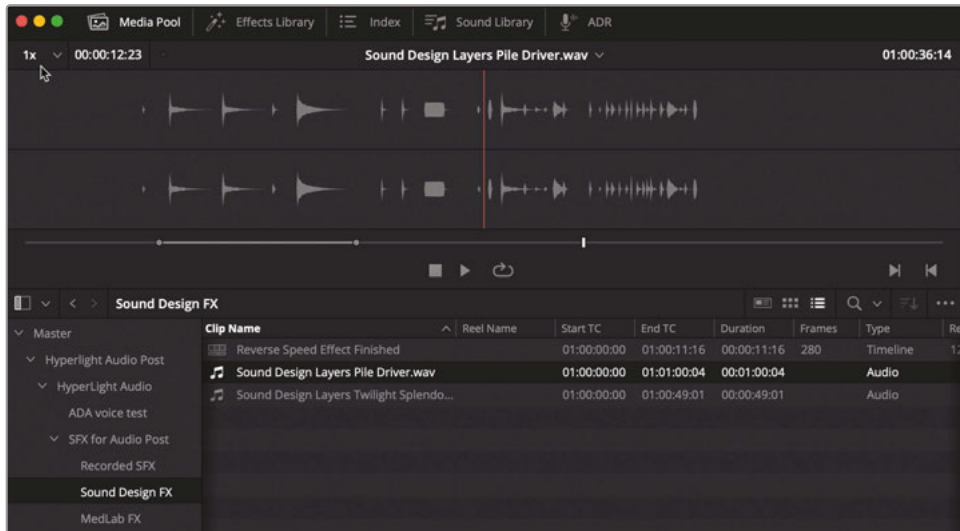 Media Pool Effects Library Index Sound Library ADR
1x 00:00:12:23 Sound Design Layers Pile Driver.wav 01:00:36:14
Sound Design FX
Clip Name Reel Name Start TC End TC Duration Frames Type Re
Master
Reverse Speed Effect Finished 01:00:00:00 01:00:11:16 00:00:11:16 280 Timeline 12
Hyperlight Audio Post
Sound Design Layers Pile Driver.wav 01:00:00:00 01:01:00:04 00:01:00:04 Audio
HyperLight Audio
Sound Design Layers Twilight Splendo... 01:00:00:00 01:00:49:01 00:00:49:01 Audio
ADA voice test
SFX for Audio Post
Recorded SFX
Sound Design FX
MedLab FX